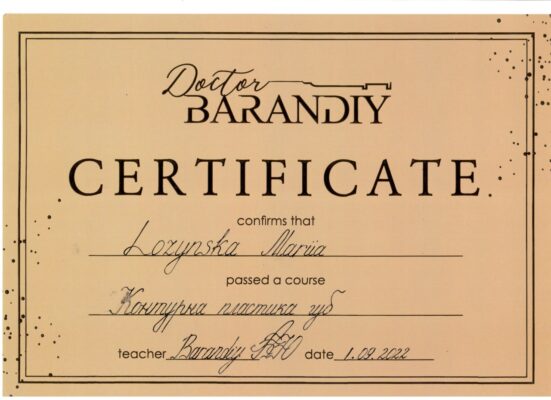 Doctor
BARANDIY
CERTIFICATE
confirms that
Lozynska Mariia
passed a course
Контурна пластика губ
teacher Barandiy date 1.09.2022